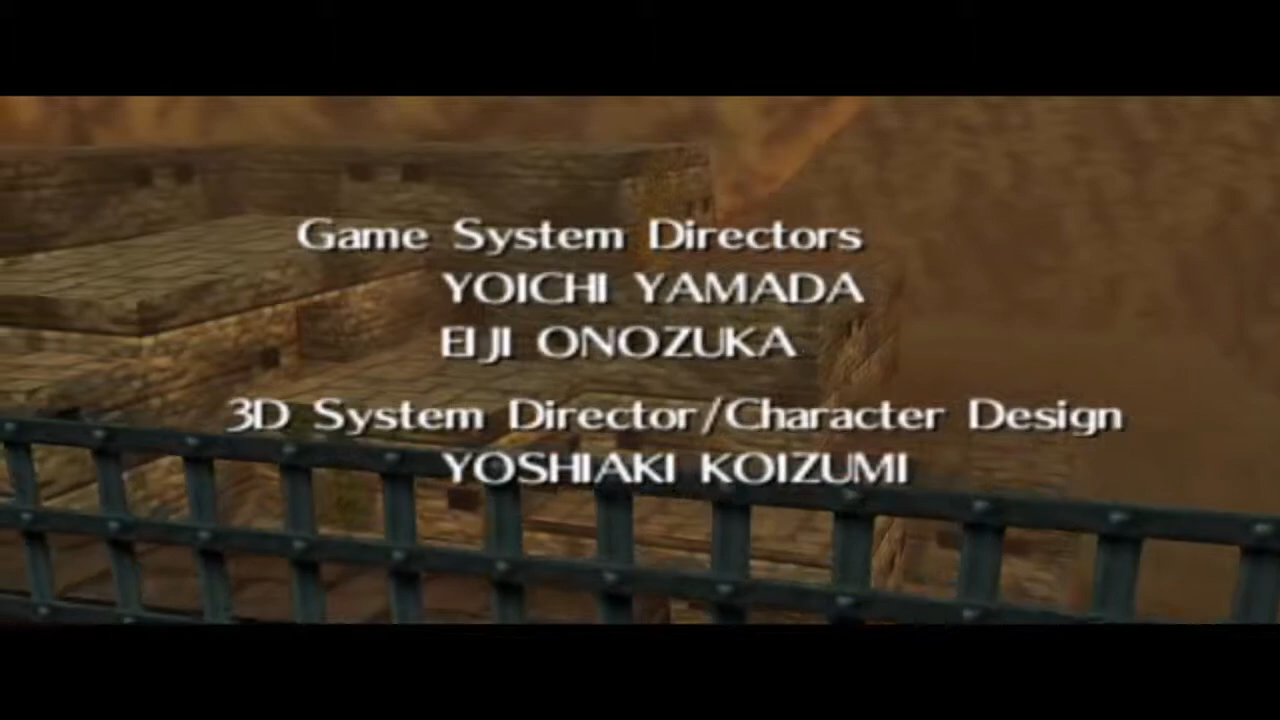 Game System Directors
YOICHI YAMADA
EIJI ONOZUKA
3D System Director/Character Design
YOSHIAKI KOIZUMI